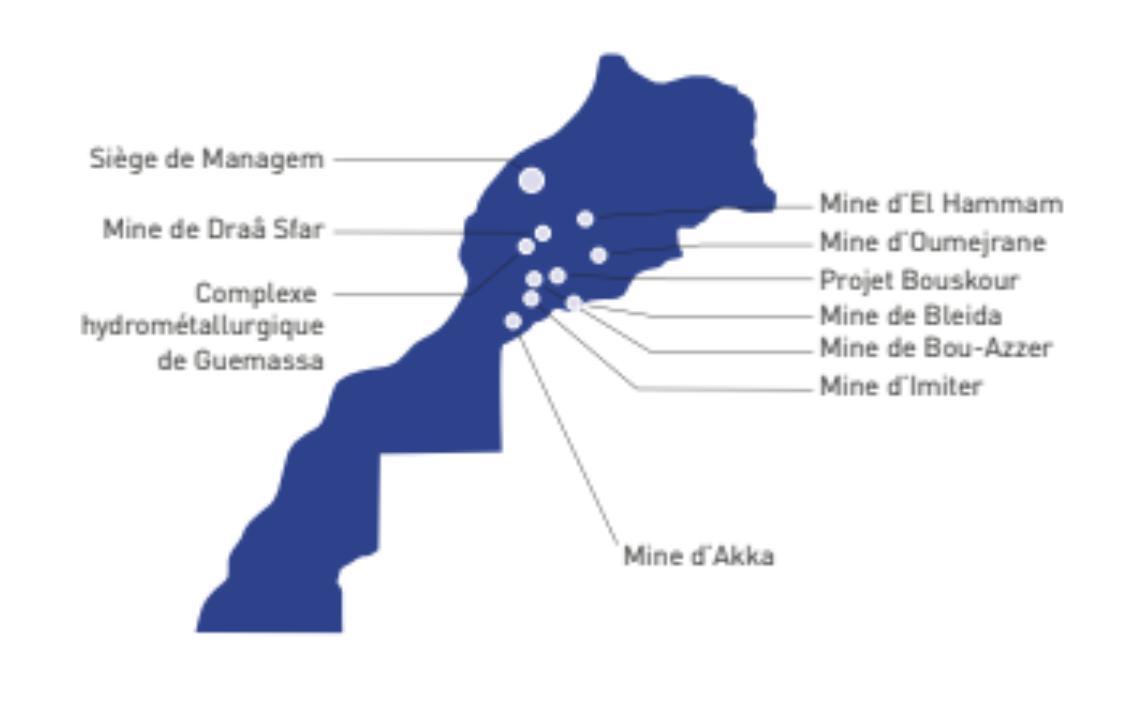 Siège de Managem
Mine de Draâ Sfar
Complexe
hydrométallurgique
de Guemassa
Mine d'El Hammam
Mine d'Oumejrane
Projet Bouskour
Mine de Bleida
Mine de Bou-Azzer
Mine d'Imiter
Mine d'Akka